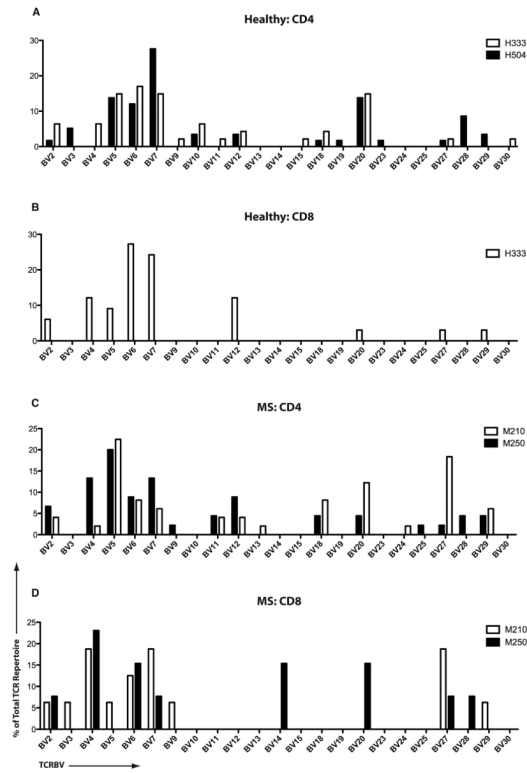 A
Healthy: CD4
H333
H504
30
20
10
0
BV2 BV3 BV4 BV5 BV6 BV7 BV9 BV10 BV11 BV12 BV13 BV14 BV15 BV18 BV19 BV20 BV23 BV24 BV25 BV27 BV28 BV29 BV30
B
Healthy: CD8
H333
30
20
10
0
BV2 BV3 BV4 BV5 BV6 BV7 BV9 BV10 BV11 BV12 BV13 BV14 BV15 BV18 BV19 BV20 BV23 BV24 BV25 BV27 BV28 BV29 BV30
C
MS: CD4
M210
M250
25
20
15
10
5
0
BV2 BV3 BV4 BV5 BV6 BV7 BV9 BV10 BV11 BV12 BV13 BV14 BV15 BV18 BV19 BV20 BV23 BV24 BV25 BV27 BV28 BV29 BV30
D
MS: CD8
M210
M250
25
20
15
10
5
0
BV2 BV3 BV4 BV5 BV6 BV7 BV9 BV10 BV11 BV12 BV13 BV14 BV15 BV18 BV19 BV20 BV23 BV24 BV25 BV27 BV28 BV29 BV30
% of Total TCR Repertoire
TCRBV